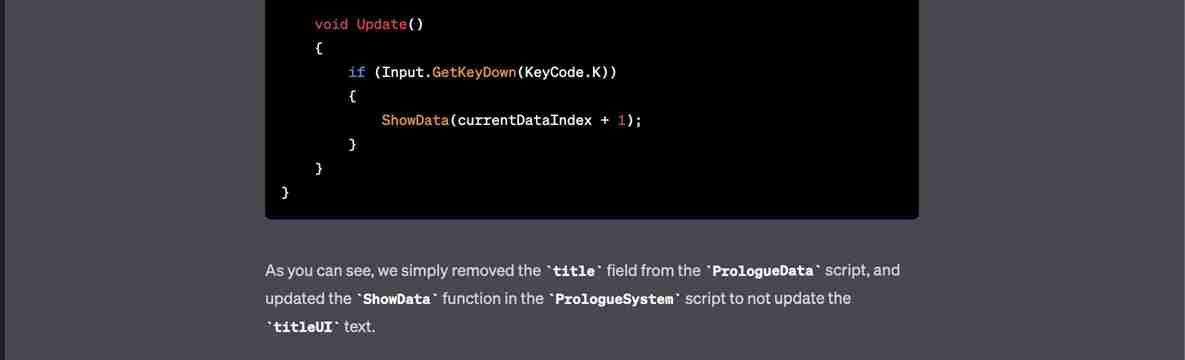 void Update()
{
if (Input.GetKeyDown(KeyCode.K))
{
ShowData(currentDataIndex + 1);
}
}
}
As you can see, we simply removed the `title` field from the `PrologueData` script, and
updated the `ShowData` function in the `PrologueSystem` script to not update the
`titleUI` text.